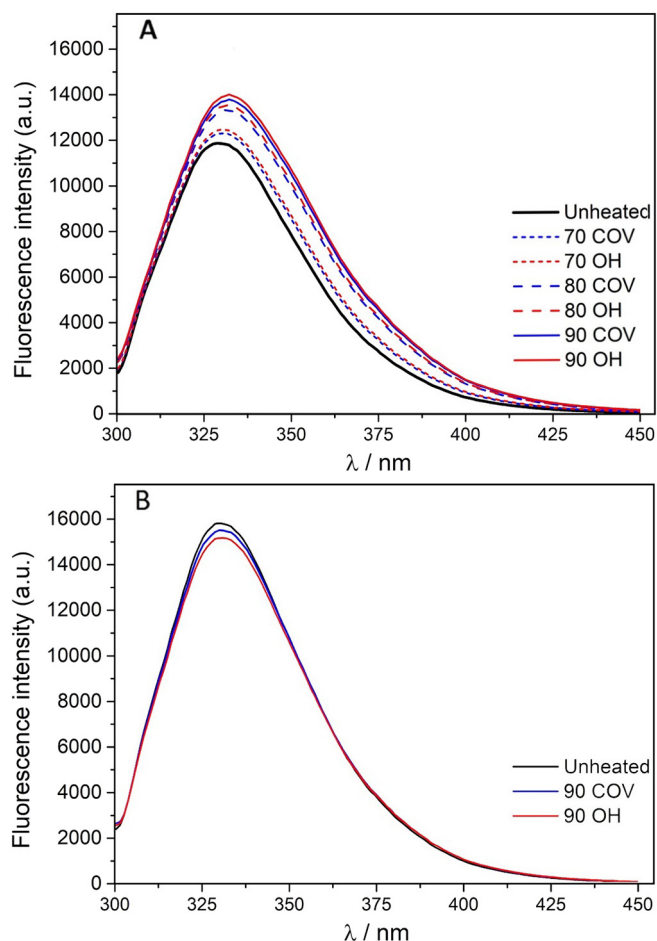 A
Fluorescence intensity (a.u.)
16000
14000
12000
10000
8000
6000
4000
2000
0
Unheated
70 COV
70 OH
80 COV
80 OH
90 COV
90 OH
300 325 350 375 400 425 450
λ / nm
B
Fluorescence intensity (a.u.)
16000
14000
12000
10000
8000
6000
4000
2000
0
Unheated
90 COV
90 OH
300 325 350 375 400 425 450
λ / nm